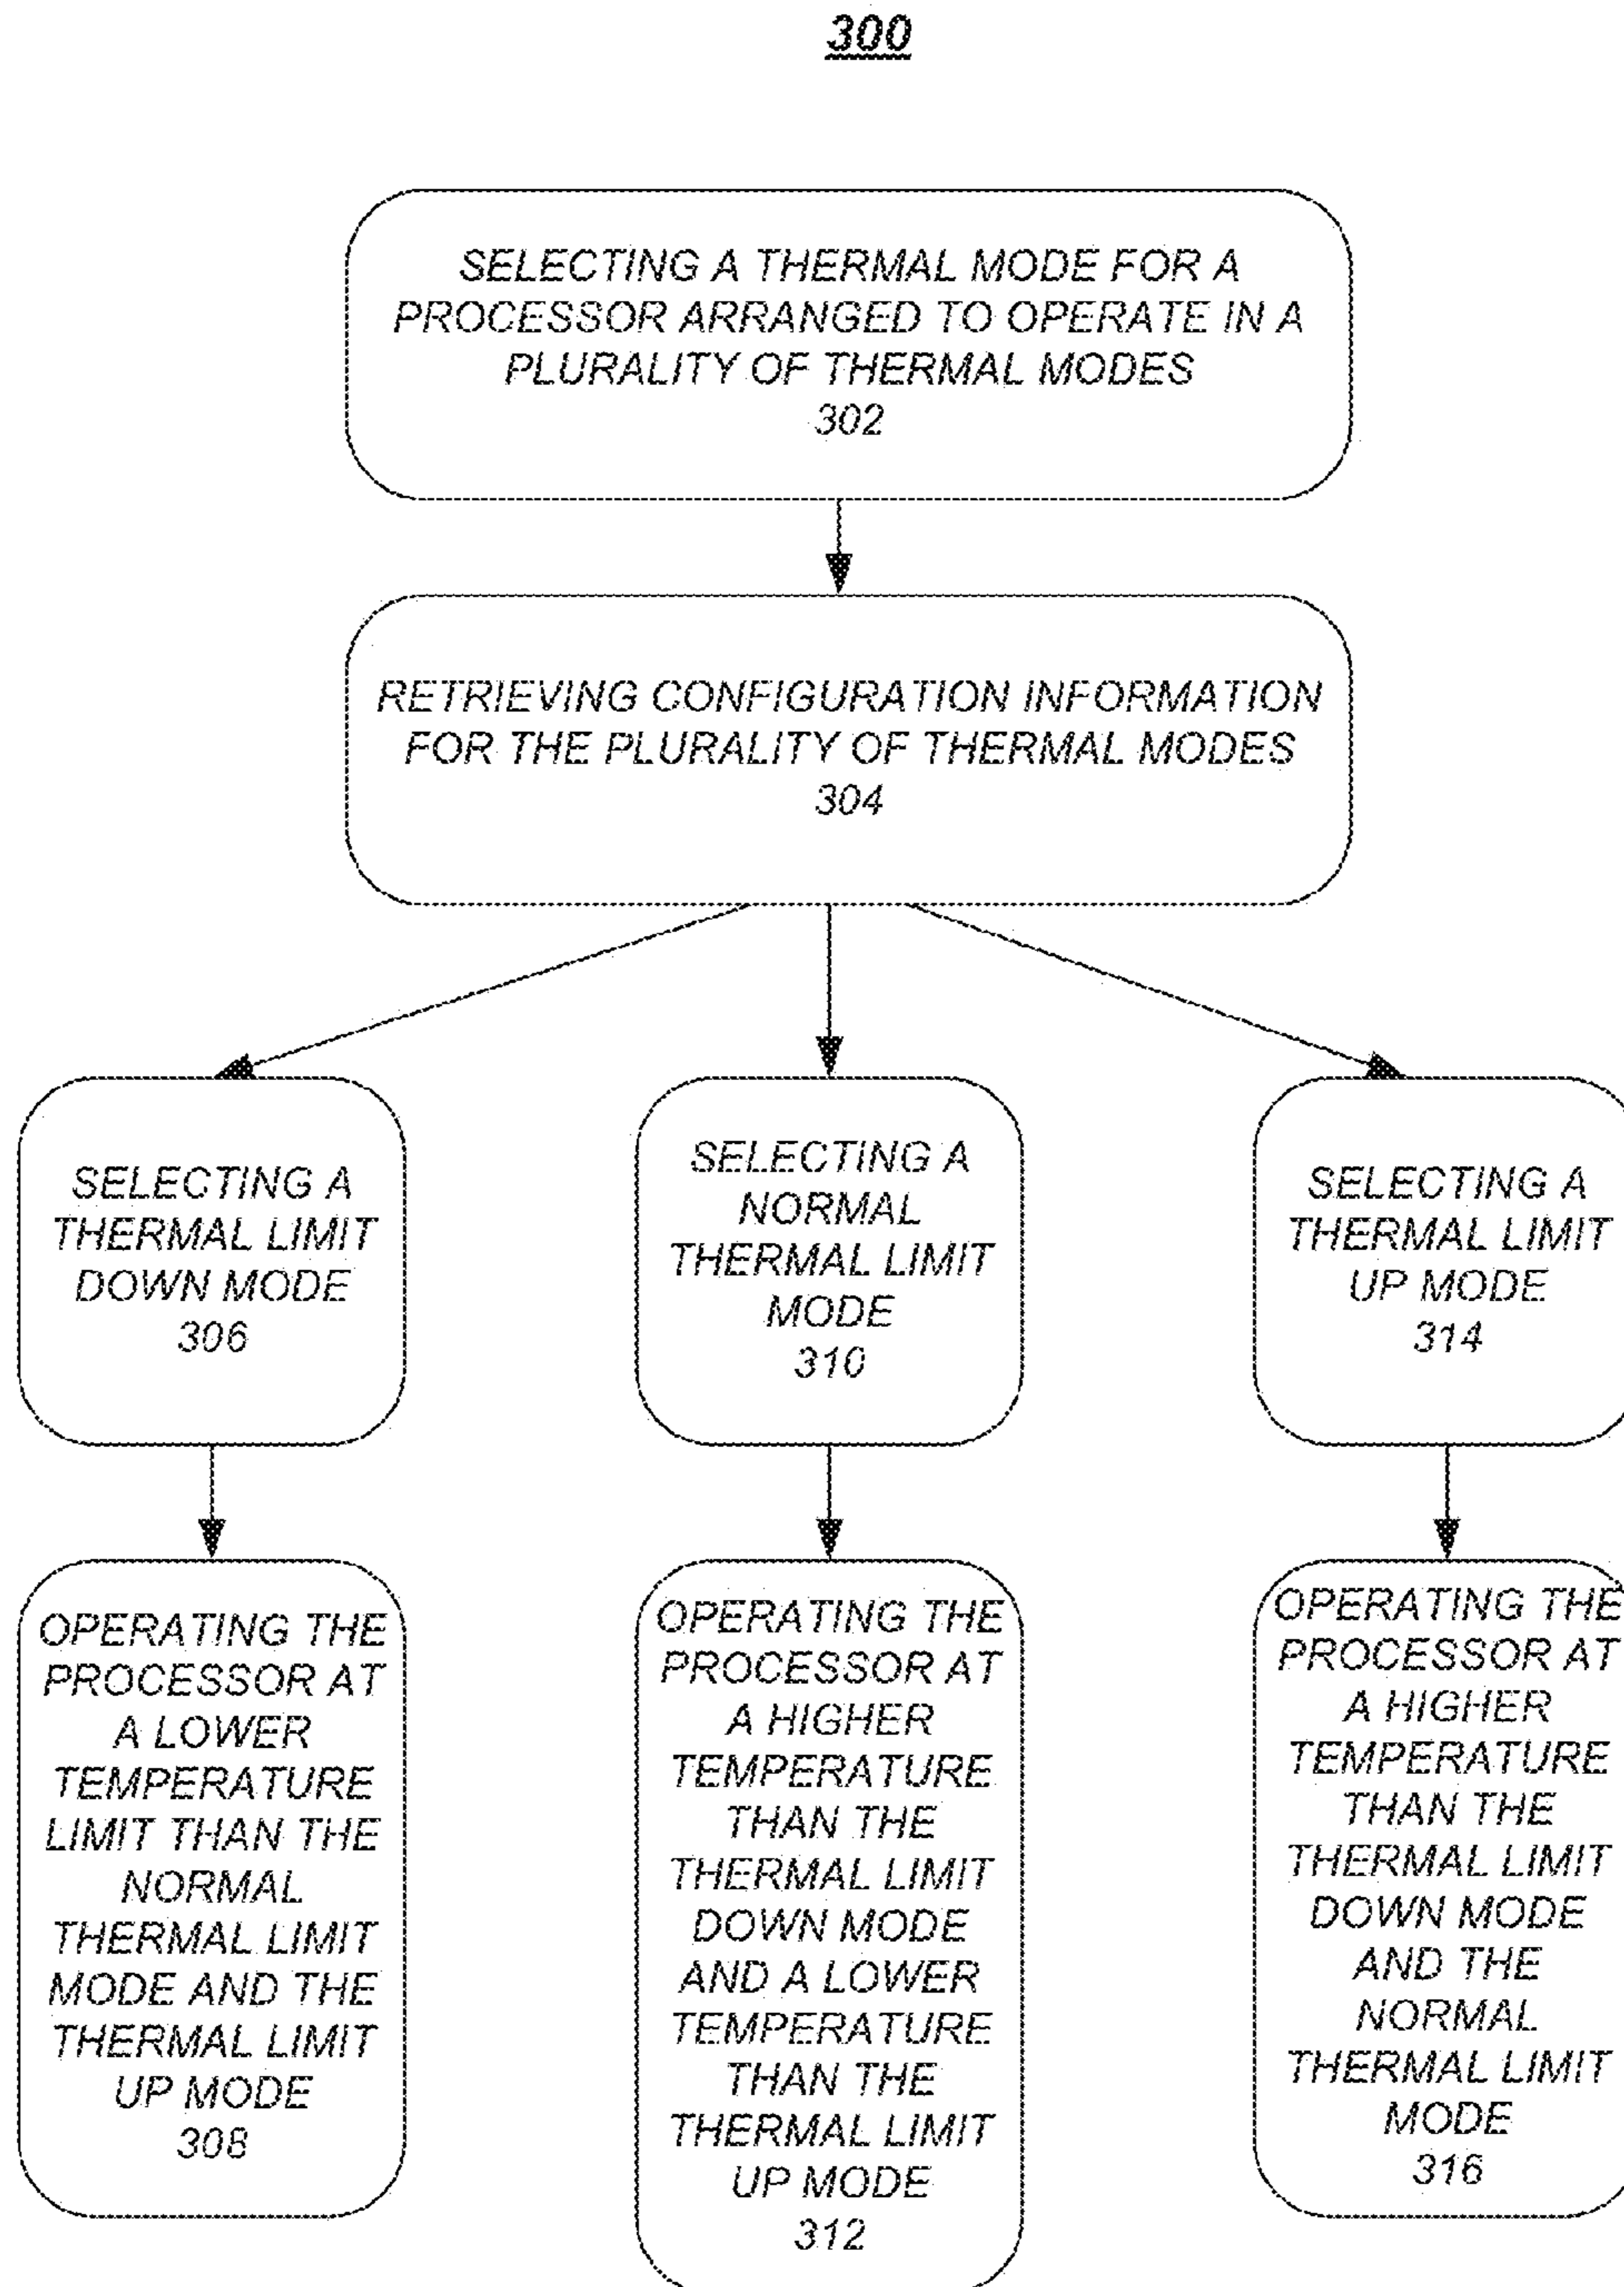 300
SELECTING A THERMAL MODE FOR A
PROCESSOR ARRANGED TO OPERATE IN A
PLURALITY OF THERMAL MODES
302
RETRIEVING CONFIGURATION INFORMATION
FOR THE PLURALITY OF THERMAL MODES
304
SELECTING A
THERMAL LIMIT
DOWN MODE
306
SELECTING A
NORMAL
THERMAL LIMIT
MODE
310
SELECTING A
THERMAL LIMIT
UP MODE
314
OPERATING THE
PROCESSOR AT
A LOWER
TEMPERATURE
LIMIT THAN THE
NORMAL
THERMAL LIMIT
MODE AND THE
THERMAL LIMIT
UP MODE
308
OPERATING THE
PROCESSOR AT
A HIGHER
TEMPERATURE
THAN THE
THERMAL LIMIT
DOWN MODE
AND A LOWER
TEMPERATURE
THAN THE
THERMAL LIMIT
UP MODE
312
OPERATING THE
PROCESSOR AT
A HIGHER
TEMPERATURE
THAN THE
THERMAL LIMIT
DOWN MODE
AND THE
NORMAL
THERMAL LIMIT
MODE
316